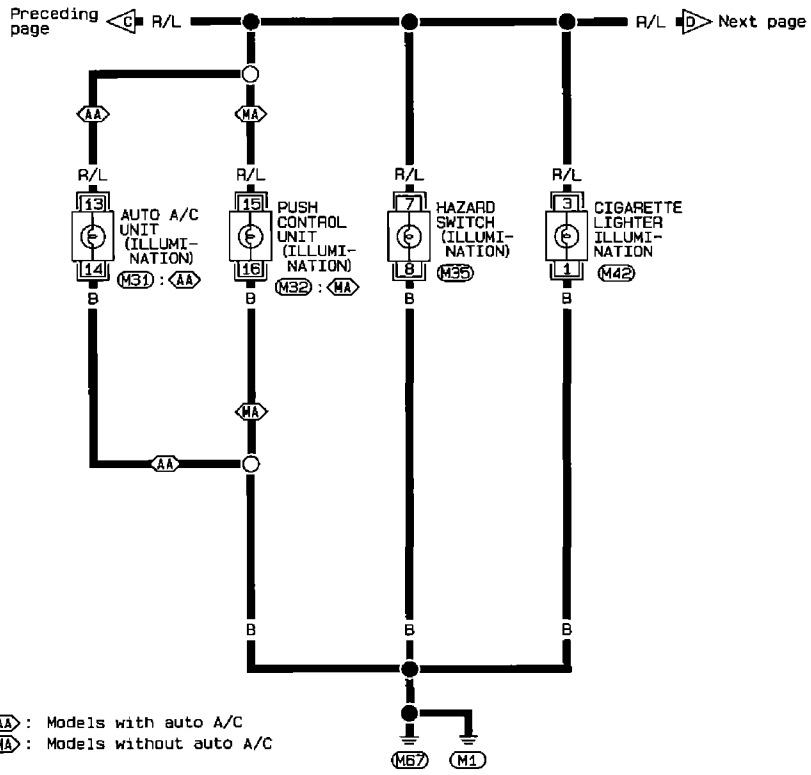 Preceding page C R/L R/L D Next page
AA MA
R/L R/L R/L R/L
13 AUTO A/C UNIT (ILLUMI-NATION) 14
M31 : AA
15 PUSH CONTROL UNIT (ILLUMI-NATION) 16
M32 : MA
7 HAZARD SWITCH (ILLUMI-NATION) 8
M35
3 CIGARETTE LIGHTER ILLUMI-NATION 1
M42
B B B B
MA
AA
B B B
AA : Models with auto A/C
MA : Models without auto A/C
M67 M1